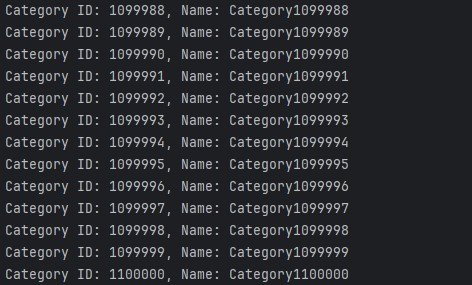 Category ID: 1099988, Name: Category1099988
Category ID: 1099989, Name: Category1099989
Category ID: 1099990, Name: Category1099990
Category ID: 1099991, Name: Category1099991
Category ID: 1099992, Name: Category1099992
Category ID: 1099993, Name: Category1099993
Category ID: 1099994, Name: Category1099994
Category ID: 1099995, Name: Category1099995
Category ID: 1099996, Name: Category1099996
Category ID: 1099997, Name: Category1099997
Category ID: 1099998, Name: Category1099998
Category ID: 1099999, Name: Category1099999
Category ID: 1100000, Name: Category1100000